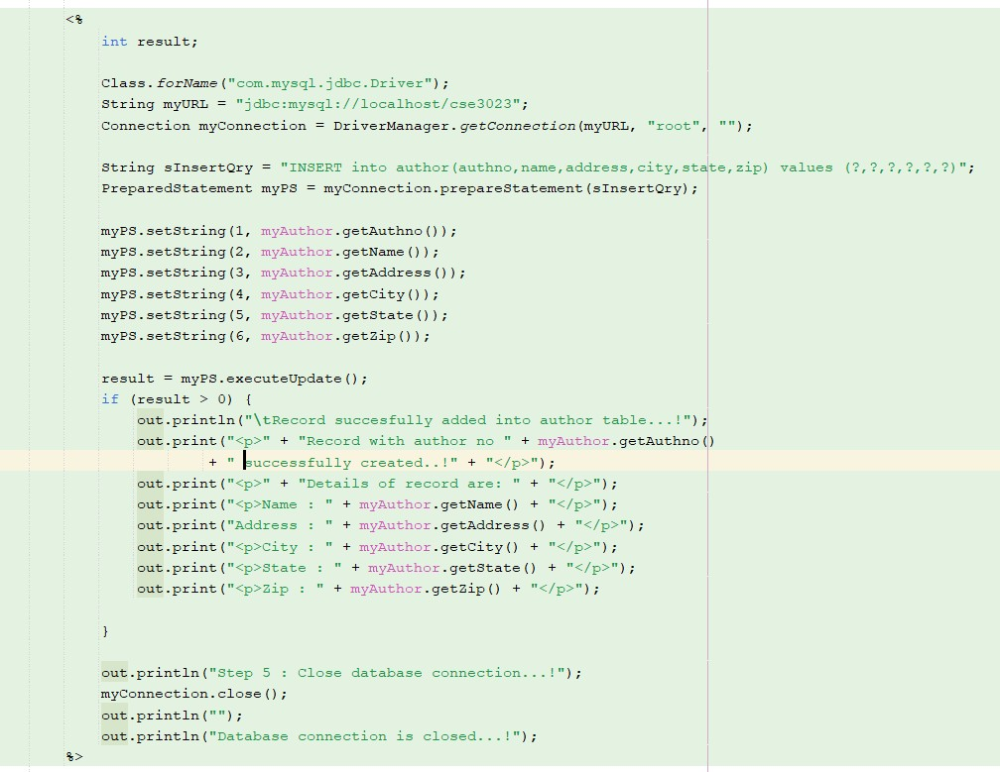 <%
int result;
Class.forName("com.mysql.jdbc.Driver");
String myURL = "jdbc:mysql://localhost/cse3023";
Connection myConnection = DriverManager.getConnection(myURL, "root", "");
String sInsertQry = "INSERT into author(authno,name,address,city,state,zip) values (?,?,?,?,?,?)";
PreparedStatement myPS = myConnection.prepareStatement(sInsertQry);
myPS.setString(1, myAuthor.getAuthno());
myPS.setString(2, myAuthor.getName());
myPS.setString(3, myAuthor.getAddress());
myPS.setString(4, myAuthor.getCity());
myPS.setString(5, myAuthor.getState());
myPS.setString(6, myAuthor.getZip());
result = myPS.executeUpdate();
if (result > 0) {
out.println("\tRecord succesfully added into author table...!");
out.print("<p>" + "Record with author no " + myAuthor.getAuthno()
+ " successfully created..!" + "</p>");
out.print("<p>" + "Details of record are: " + "</p>");
out.print("<p>Name : " + myAuthor.getName() + "</p>");
out.print("Address : " + myAuthor.getAddress() + "</p>");
out.print("<p>City : " + myAuthor.getCity() + "</p>");
out.print("<p>State : " + myAuthor.getState() + "</p>");
out.print("<p>Zip : " + myAuthor.getZip() + "</p>");
}
out.println("Step 5 : Close database connection...!");
myConnection.close();
out.println("");
out.println("Database connection is closed...!");
%>